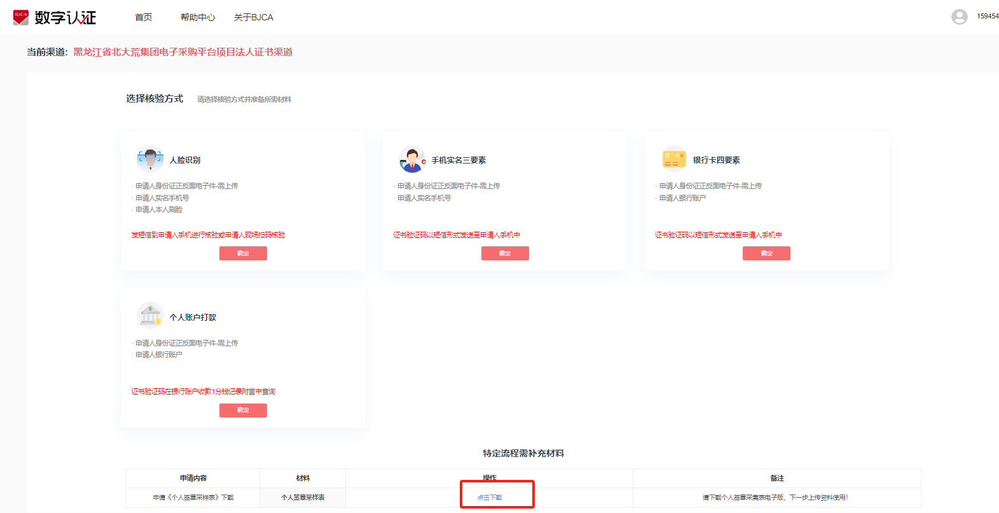 BJCA 数字认证 首页 帮助中心 关于BJCA 159454
当前渠道：黑龙江省北大荒集团电子采购平台项目法人证书渠道
选择核验方式 请选择核验方式并准备所需材料
人脸识别
· 申请人身份证正反面电子件-需上传
· 申请人实名手机号
· 申请人本人刷脸
发短信到申请人手机进行核验或申请人现场扫码核验
确定
手机实名三要素
· 申请人身份证正反面电子件-需上传
· 申请人实名手机号
证书验证码以短信形式发送至申请人手机中
确定
银行卡四要素
· 申请人身份证正反面电子件-需上传
· 申请人银行账户
证书验证码以短信形式发送至申请人手机中
确定
个人账户打款
· 申请人身份证正反面电子件-需上传
· 申请人银行账户
证书验证码在银行账户收款1分钱记录附言中查询
确定
特定流程需补充材料
申请内容 材料 操作 备注
申请《个人签章采样表》下载 个人签章采样表 点击下载 请下载个人签章采集表电子版，下一步上传资料使用！